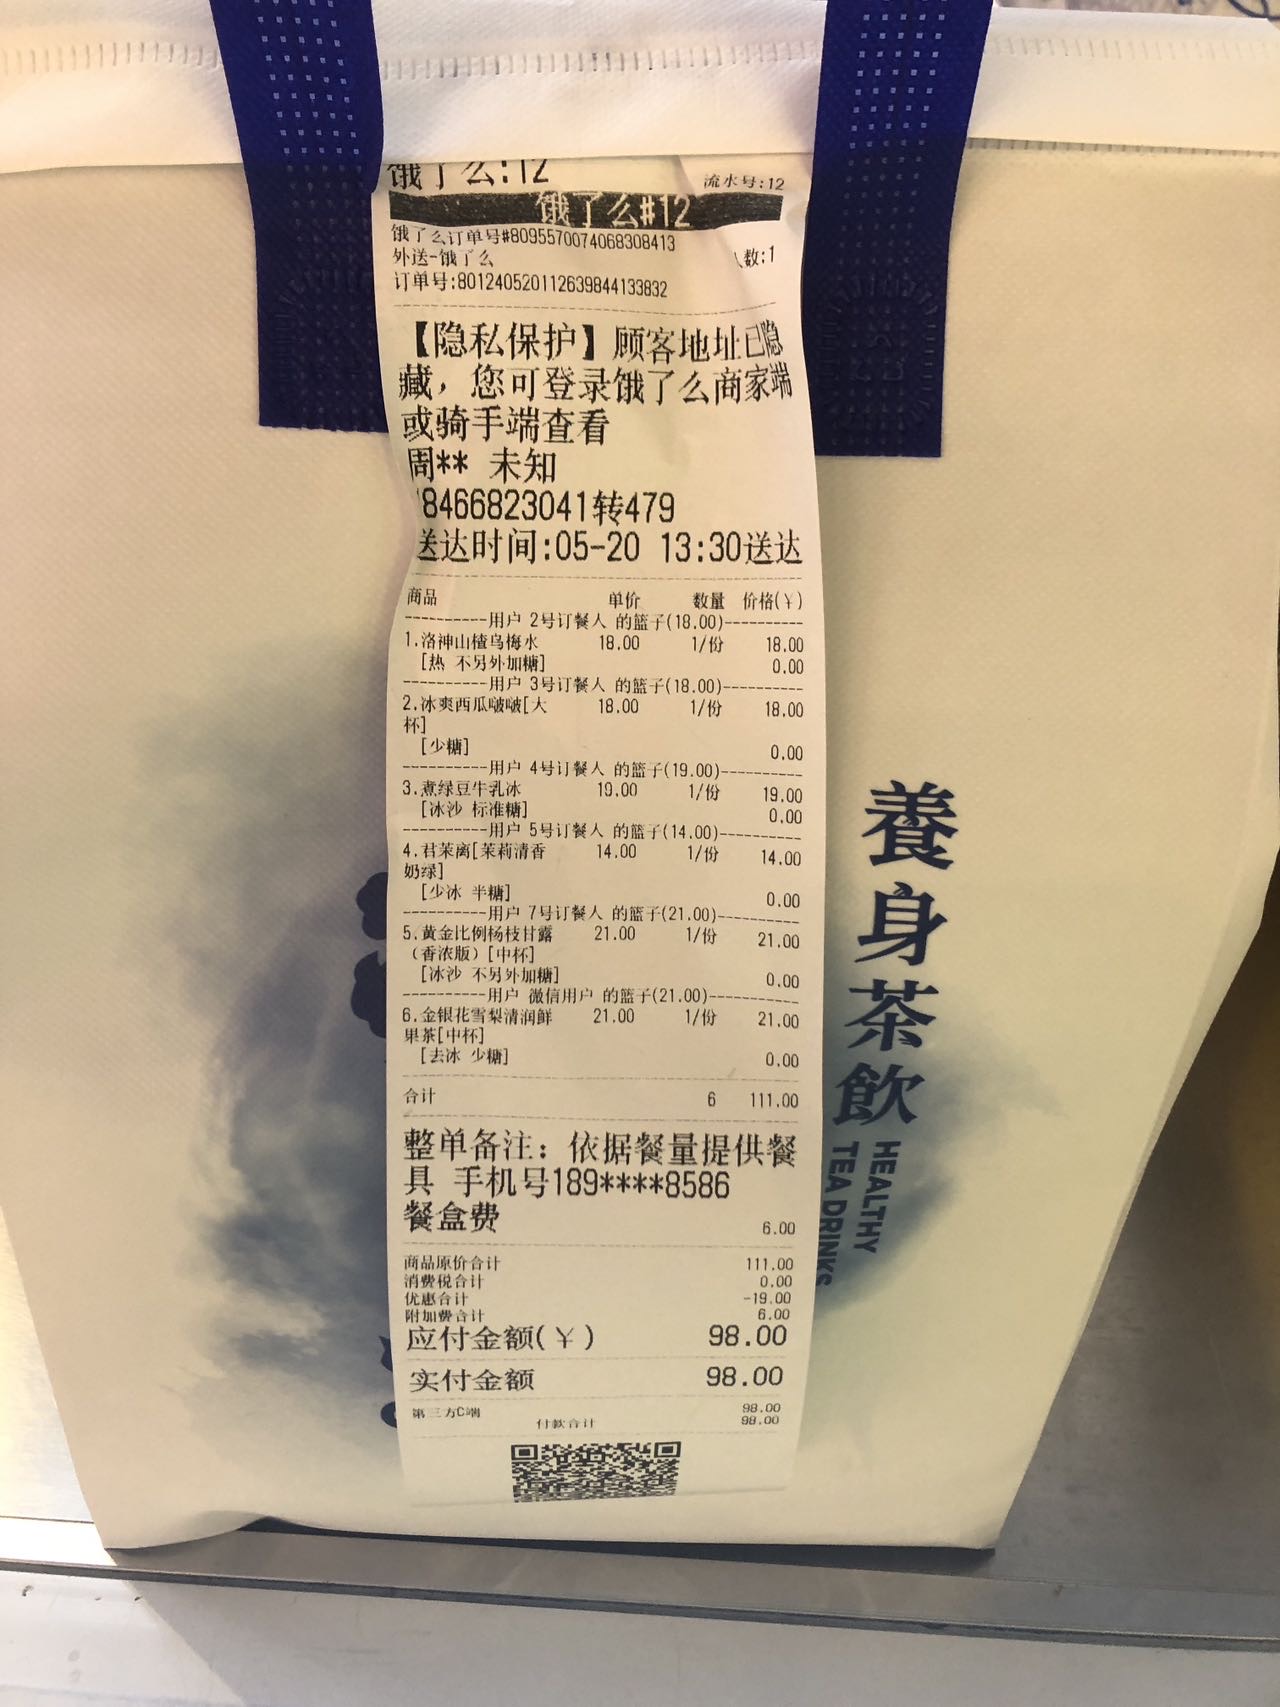 饿了么:12
流水号:12
饿了么#12
饿了么订单号#8095570074068308413
外送-饿了么
人数:1
订单号:801240520112639844133832
【隐私保护】顾客地址已隐
藏，您可登录饿了么商家端
或骑手端查看
周** 未知
18466823041转479
送达时间:05-20 13:30送达
商品 单价 数量 价格(￥)
----------用户 2号订餐人 的篮子(18.00)----------
1.洛神山楂乌梅水 18.00 1/份 18.00
[热 不另外加糖] 0.00
----------用户 3号订餐人 的篮子(18.00)----------
2.冰爽西瓜啵啵[大 18.00 1/份 18.00
杯]
[少糖] 0.00
----------用户 4号订餐人 的篮子(19.00)----------
3.煮绿豆牛乳冰 19.00 1/份 19.00
[冰沙 标准糖] 0.00
----------用户 5号订餐人 的篮子(14.00)----------
4.君茉离[茉莉清香 14.00 1/份 14.00
奶绿]
[少冰 半糖] 0.00
----------用户 7号订餐人 的篮子(21.00)----------
5.黄金比例杨枝甘露 21.00 1/份 21.00
（香浓版）[中杯]
[冰沙 不另外加糖] 0.00
----------用户 微信用户 的篮子(21.00)----------
6.金银花雪梨清润鲜 21.00 1/份 21.00
果茶[中杯]
[去冰 少糖] 0.00
合计 6 111.00
整单备注：依据餐量提供餐
具 手机号189****8586
餐盒费 6.00
商品原价合计 111.00
消费税合计 0.00
优惠合计 -19.00
附加费合计 6.00
应付金额(￥) 98.00
实付金额 98.00
第三方C端 98.00
付款合计 98.00
養身茶飲
HEALTHY
TEA DRINKS